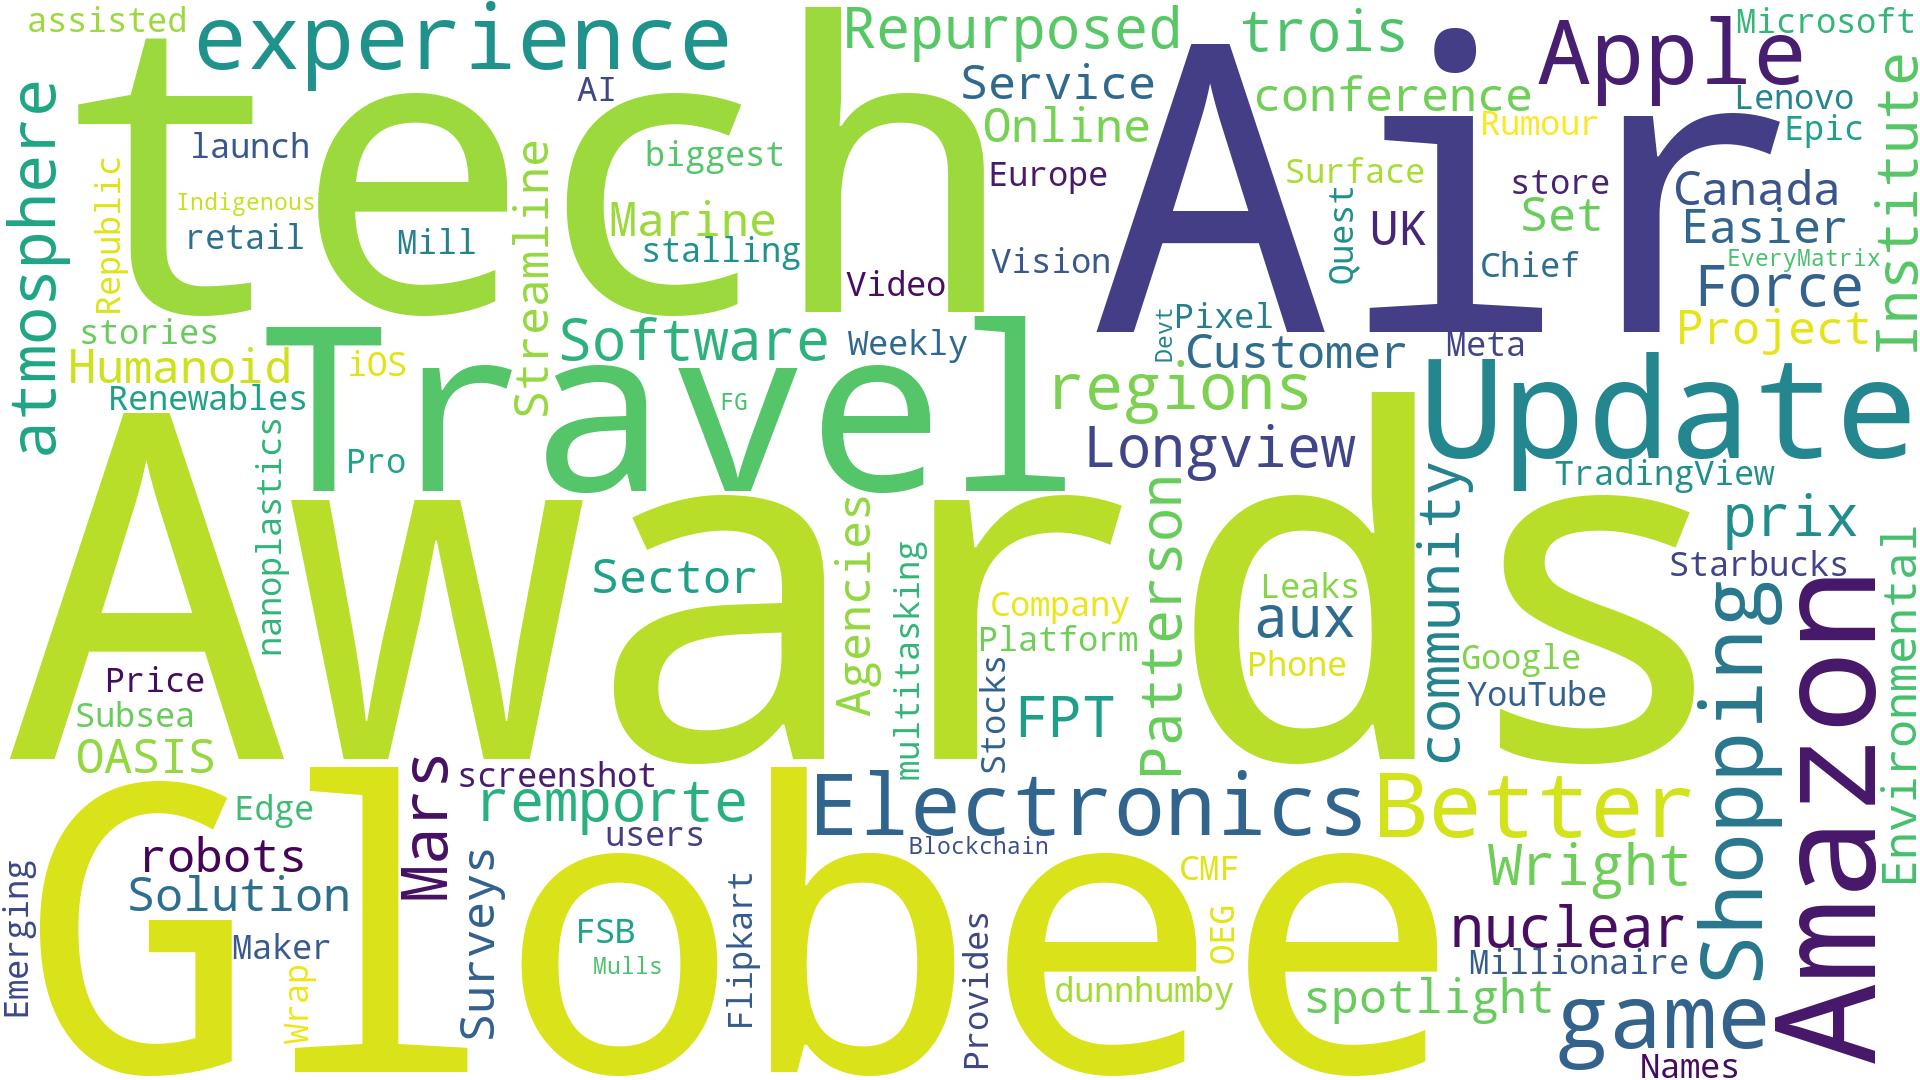 assisted
experience
Repurposed
trois
Apple
Microsoft
tech
Air
AI
Service
conference
Lenovo
Online
Rumour
Epic
atmosphere
launch
Streamline
biggest
Europe
Surface
store
Canada
Institute
Republic
Indigenous
Marine
Quest
UK
Set
Easier
retail
Mill
stalling
Vision
Chief
EveryMatrix
Video
Force
stories
Software
Weekly
Devt
Pixel
Project
Humanoid
iOS
Customer
Meta
Travel
Renewables
FG
regions
Update
nanoplastics
Pro
Longview
TradingView
Awards
Sector
Agencies
multitasking
Patterson
community
prix
Starbucks
Company
Leaks
aux
Shopping
Amazon
Environmental
Platform
Phone
Google
Price
Stocks
YouTube
Subsea
FPT
OASIS
Mars
screenshot
remporte
Electronics
Better
Edge
users
Blockchain
robots
Globee
CMF
Wright
Solution
Surveys
Emerging
Maker
FSB
Flipkart
Provides
OEG
nuclear
Wrap
Mulls
Millionaire
dunnhumby
spotlight
game
Names